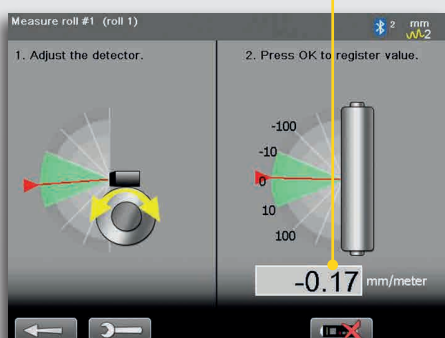 Measure roll #1 (roll 1)
2
mm
2
1. Adjust the detector.
2. Press OK to register value.
-100
-10
0
10
100
-0.17 mm/meter